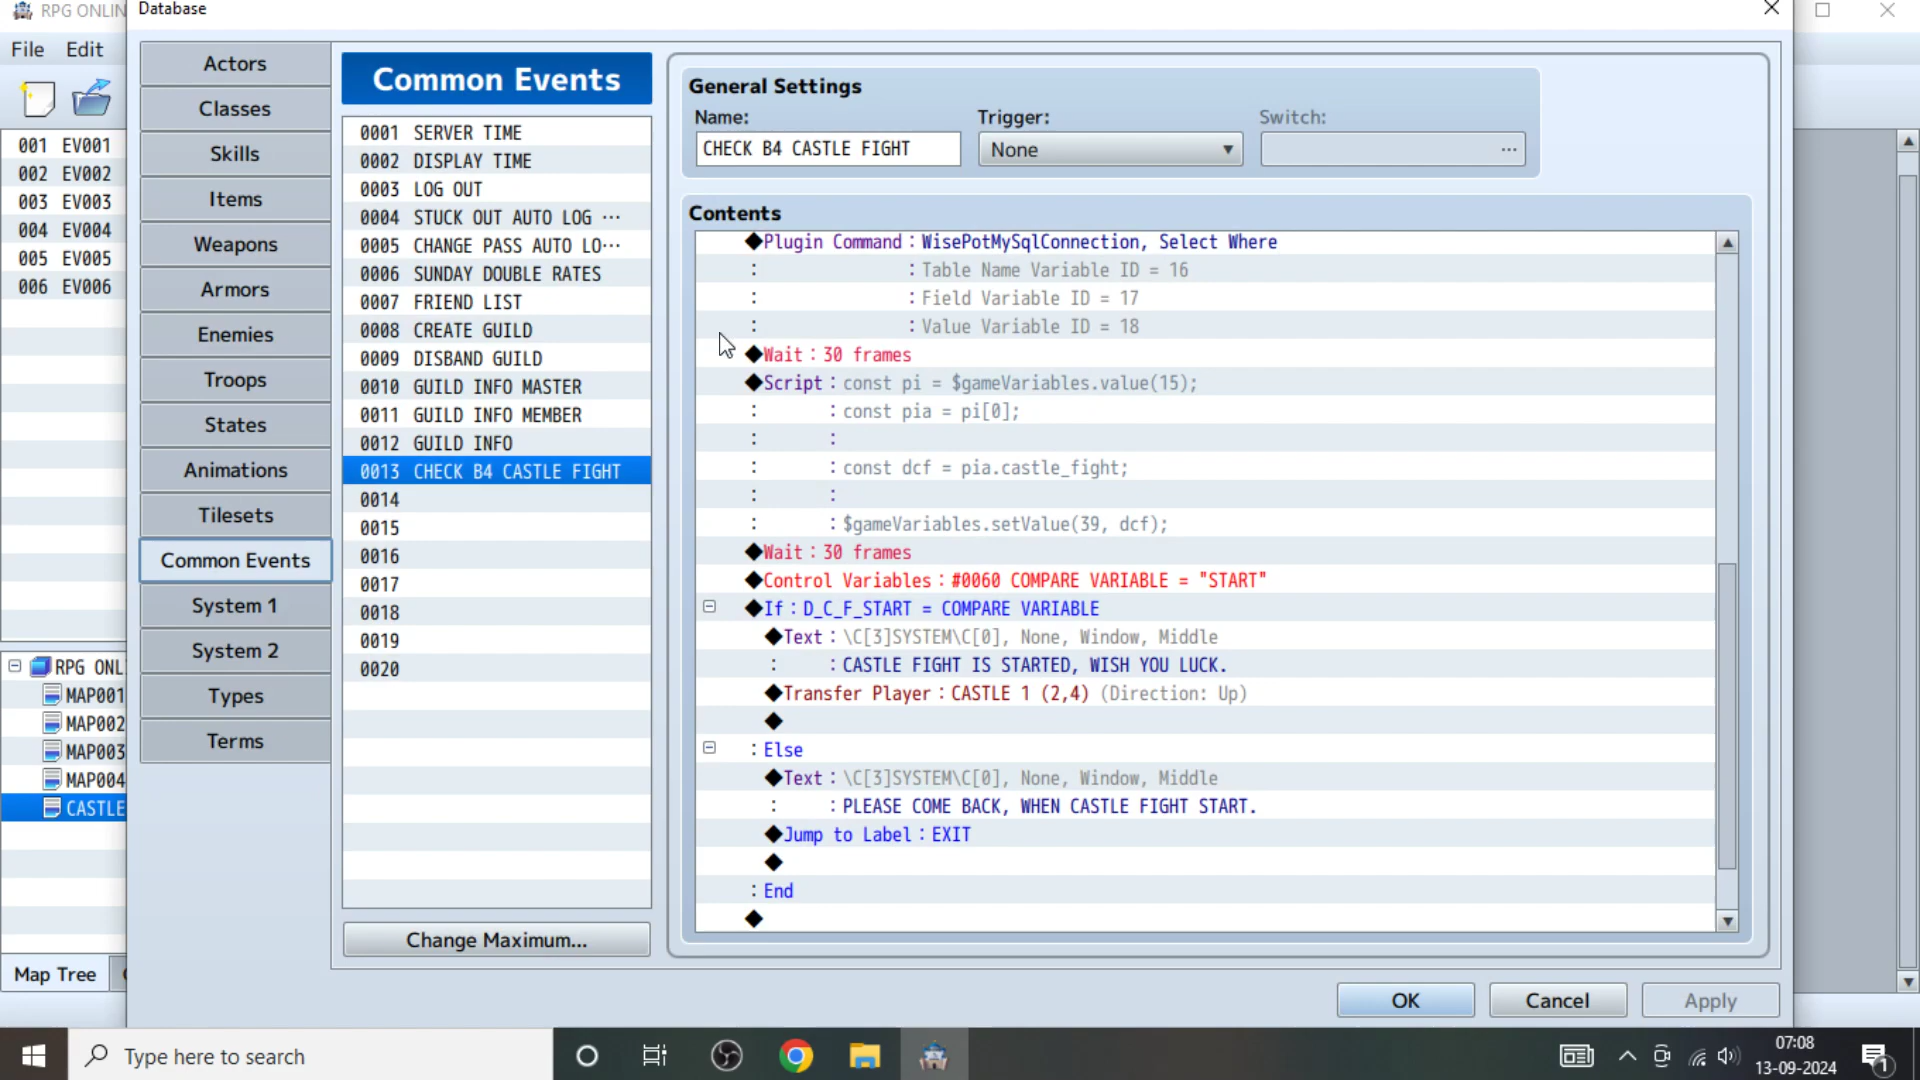 RPG ONLIN
Database
File Edit
001 EV001
002 EV002
003 EV003
004 EV004
005 EV005
006 EV006
RPG ONL
MAP001
MAP002
MAP003
MAP004
CASTLE
Map Tree
Actors
Classes
Skills
Items
Weapons
Armors
Enemies
Troops
States
Animations
Tilesets
Common Events
System 1
System 2
Types
Terms
Common Events
0001 SERVER TIME
0002 DISPLAY TIME
0003 LOG OUT
0004 STUCK OUT AUTO LOG ···
0005 CHANGE PASS AUTO LO···
0006 SUNDAY DOUBLE RATES
0007 FRIEND LIST
0008 CREATE GUILD
0009 DISBAND GUILD
0010 GUILD INFO MASTER
0011 GUILD INFO MEMBER
0012 GUILD INFO
0013 CHECK B4 CASTLE FIGHT
0014
0015
0016
0017
0018
0019
0020
Change Maximum...
General Settings
Name: Trigger: Switch:
CHECK B4 CASTLE FIGHT None ···
Contents
◆Plugin Command：WisePotMySqlConnection, Select Where
: ：Table Name Variable ID = 16
: ：Field Variable ID = 17
: ：Value Variable ID = 18
◆Wait：30 frames
◆Script：const pi = $gameVariables.value(15);
: ：const pia = pi[0];
: ：
: ：const dcf = pia.castle_fight;
: ：
: ：$gameVariables.setValue(39, dcf);
◆Wait：30 frames
◆Control Variables：#0060 COMPARE VARIABLE = "START"
◆If：D_C_F_START = COMPARE VARIABLE
◆Text：\C[3]SYSTEM\C[0], None, Window, Middle
: ：CASTLE FIGHT IS STARTED, WISH YOU LUCK.
◆Transfer Player：CASTLE 1 (2,4) (Direction: Up)
◆
：Else
◆Text：\C[3]SYSTEM\C[0], None, Window, Middle
: ：PLEASE COME BACK, WHEN CASTLE FIGHT START.
◆Jump to Label：EXIT
◆
：End
◆
OK Cancel Apply
Type here to search
07:08
13-09-2024
1